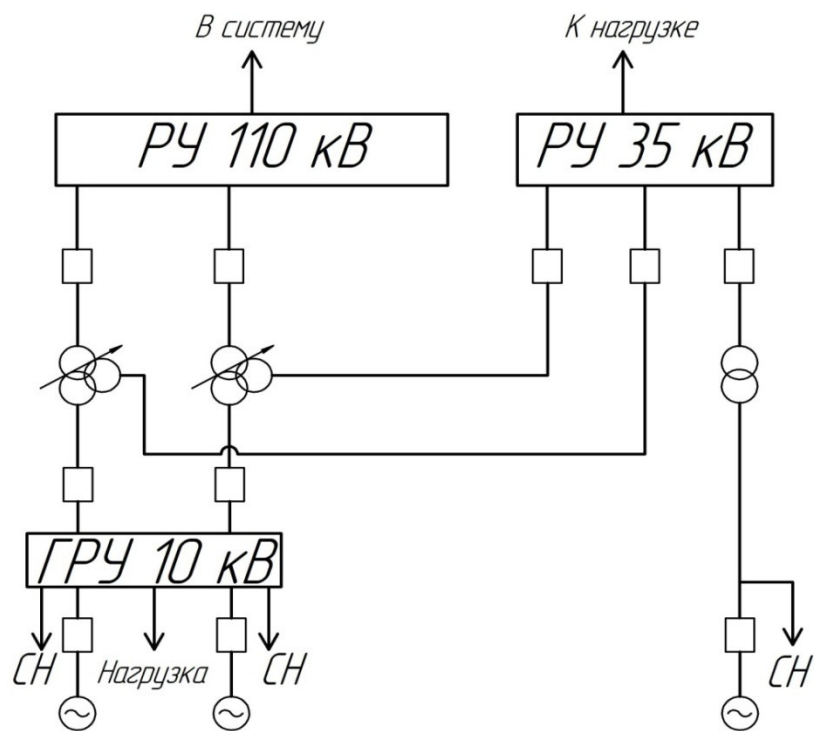 В систему
К нагрузке
РУ 110 кВ
РУ 35 кВ
ГРУ 10 кВ
СН
Нагрузка
СН
СН